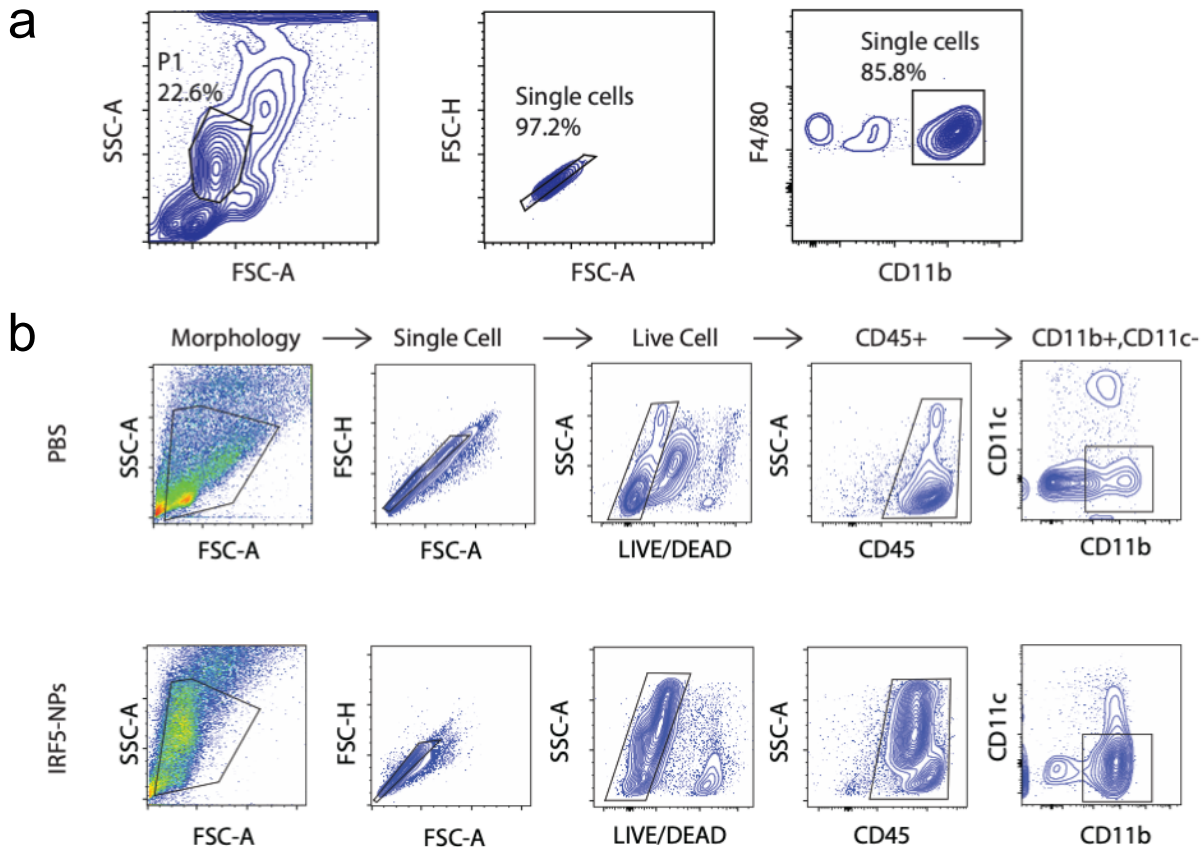 a
P1
22.6%
SSC-A
FSC-A
Single cells
97.2%
FSC-H
FSC-A
Single cells
85.8%
F4/80
CD11b
b
Morphology → Single Cell → Live Cell → CD45+ → CD11b+,CD11c-
PBS
SSC-A
FSC-A
FSC-H
FSC-A
SSC-A
LIVE/DEAD
SSC-A
CD45
CD11c
CD11b
IRF5-NPs
SSC-A
FSC-A
FSC-H
FSC-A
SSC-A
LIVE/DEAD
SSC-A
CD45
CD11c
CD11b